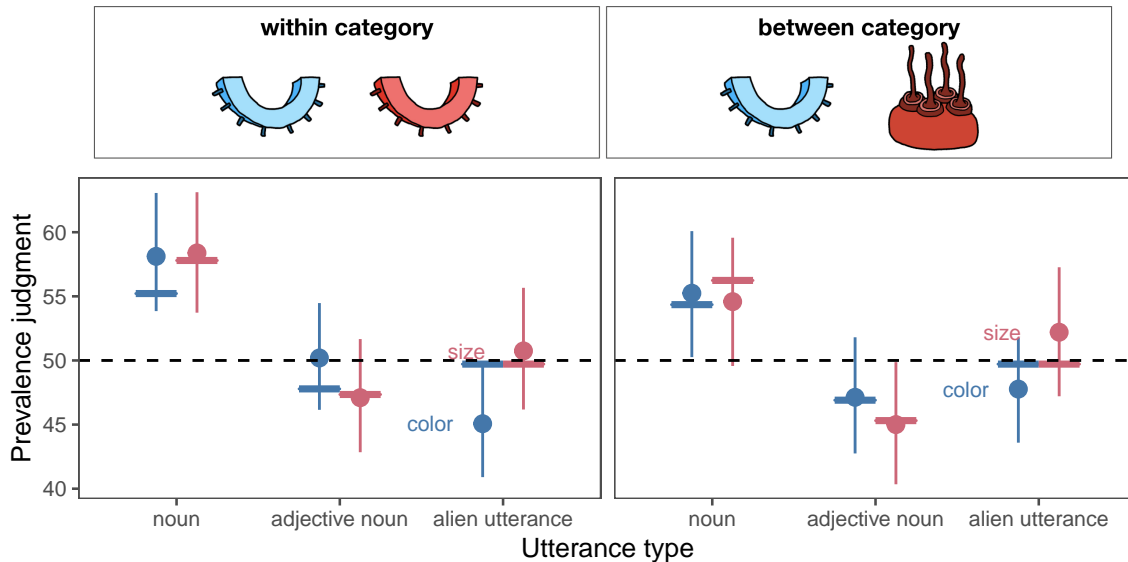 within category
between category
Prevalence judgment
60
55
50
45
40
size
color
size
color
noun
adjective noun
alien utterance
noun
adjective noun
alien utterance
Utterance type